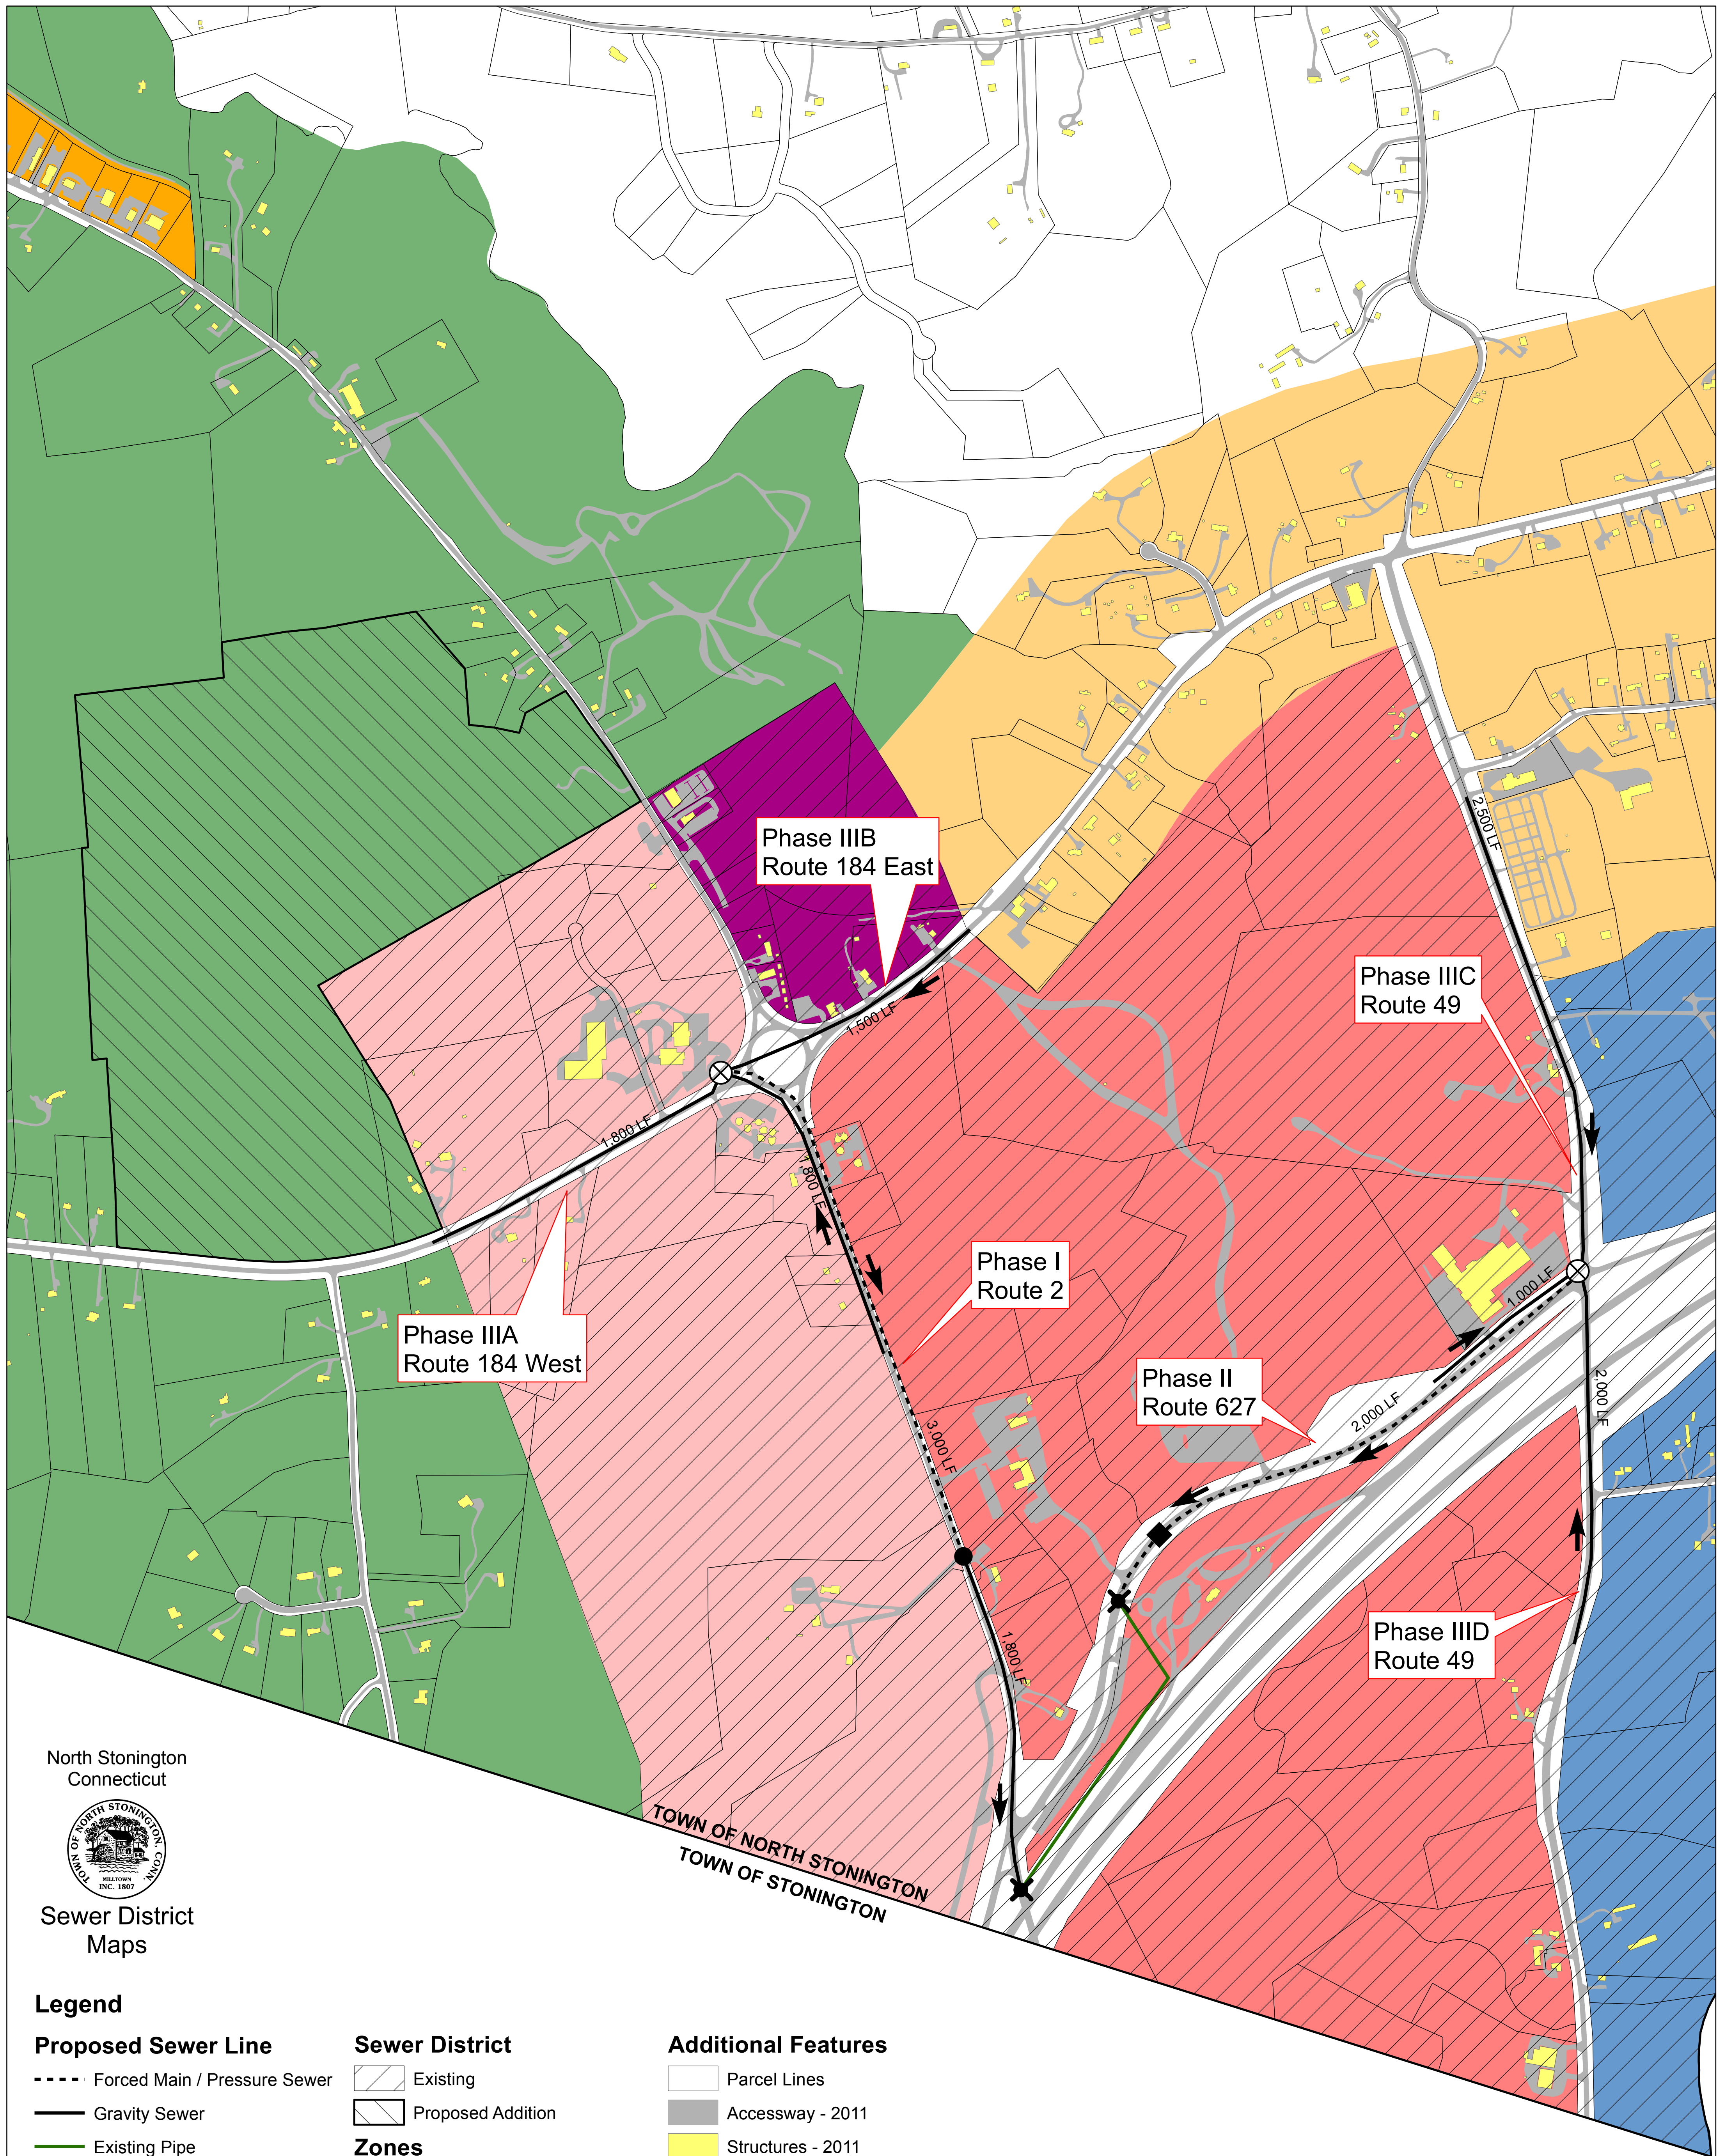 Phase IIIB
Route 184 East
2,500 LF
Phase IIIC
Route 49
1,500 LF
1,800 LF
1,800 LF
Phase I
Route 2
1,000 LF
Phase IIIA
Route 184 West
Phase II
Route 627
2,000 LF
2,000 LF
3,000 LF
1,800 LF
Phase IIID
Route 49
TOWN OF NORTH STONINGTON
TOWN OF STONINGTON
North Stonington
Connecticut
TOWN OF NORTH STONINGTON, CONN.
MILLTOWN
INC. 1807
Sewer District
Maps
Legend
Proposed Sewer Line
Forced Main / Pressure Sewer
Gravity Sewer
Existing Pipe
Sewer District
Existing
Proposed Addition
Zones
Additional Features
Parcel Lines
Accessway - 2011
Structures - 2011